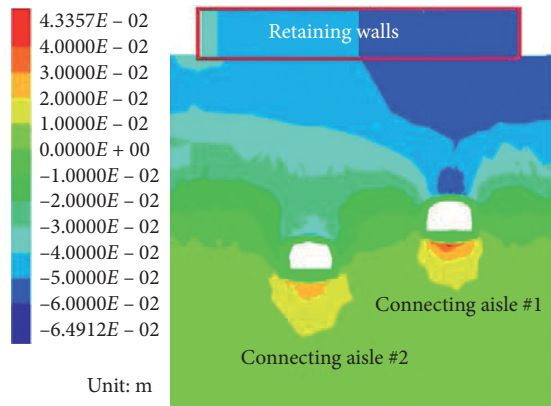 4.3357E – 02
4.0000E – 02
3.0000E – 02
2.0000E – 02
1.0000E – 02
0.0000E + 00
–1.0000E – 02
–2.0000E – 02
–3.0000E – 02
–4.0000E – 02
–5.0000E – 02
–6.0000E – 02
–6.4912E – 02
Unit: m
Retaining walls
Connecting aisle #1
Connecting aisle #2